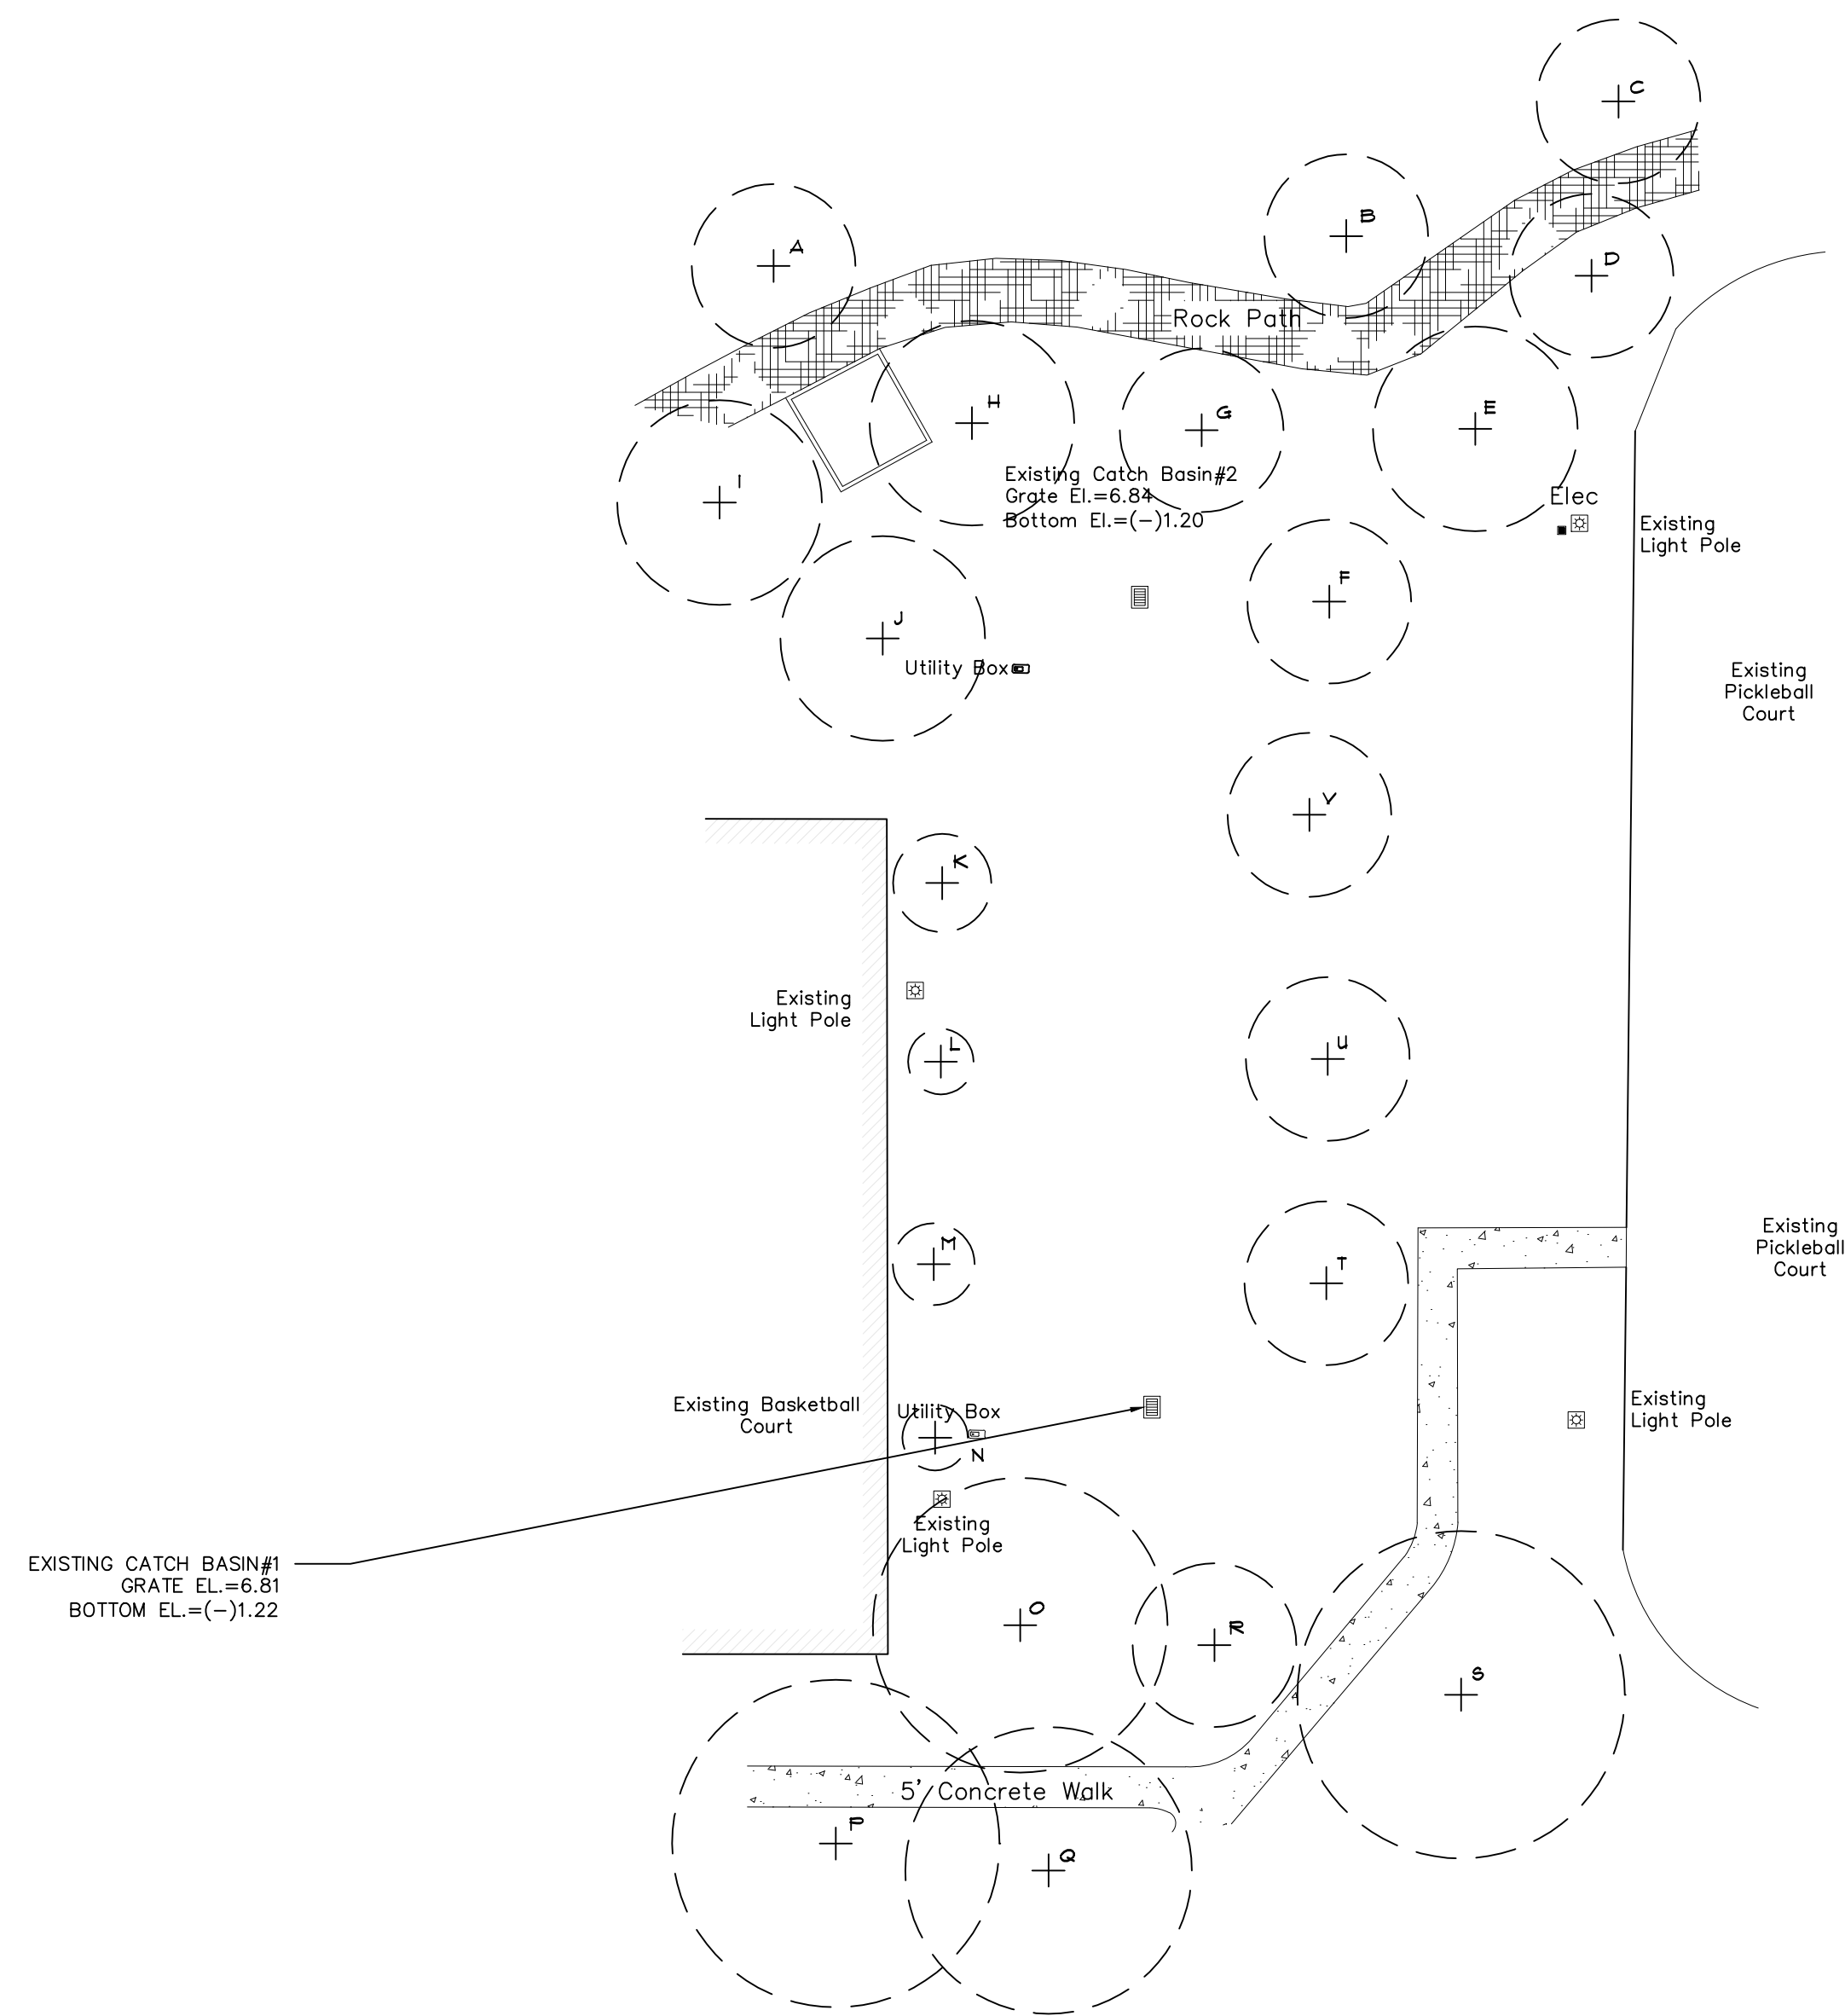 C
B
A
D
Rock Path
H
G
E
Existing Catch Basin#2
Grate El.=6.84
Bottom El.=(-)1.20
I
Elec
Existing
Light Pole
F
J
Utility Box
Existing
Pickleball
Court
V
K
Existing
Light Pole
L
U
M
T
Existing
Pickleball
Court
Existing Basketball
Court
Utility Box
N
Existing
Light Pole
Existing
Light Pole
EXISTING CATCH BASIN#1
GRATE EL.=6.81
BOTTOM EL.=(-)1.22
O
R
S
5' Concrete Walk
P
Q